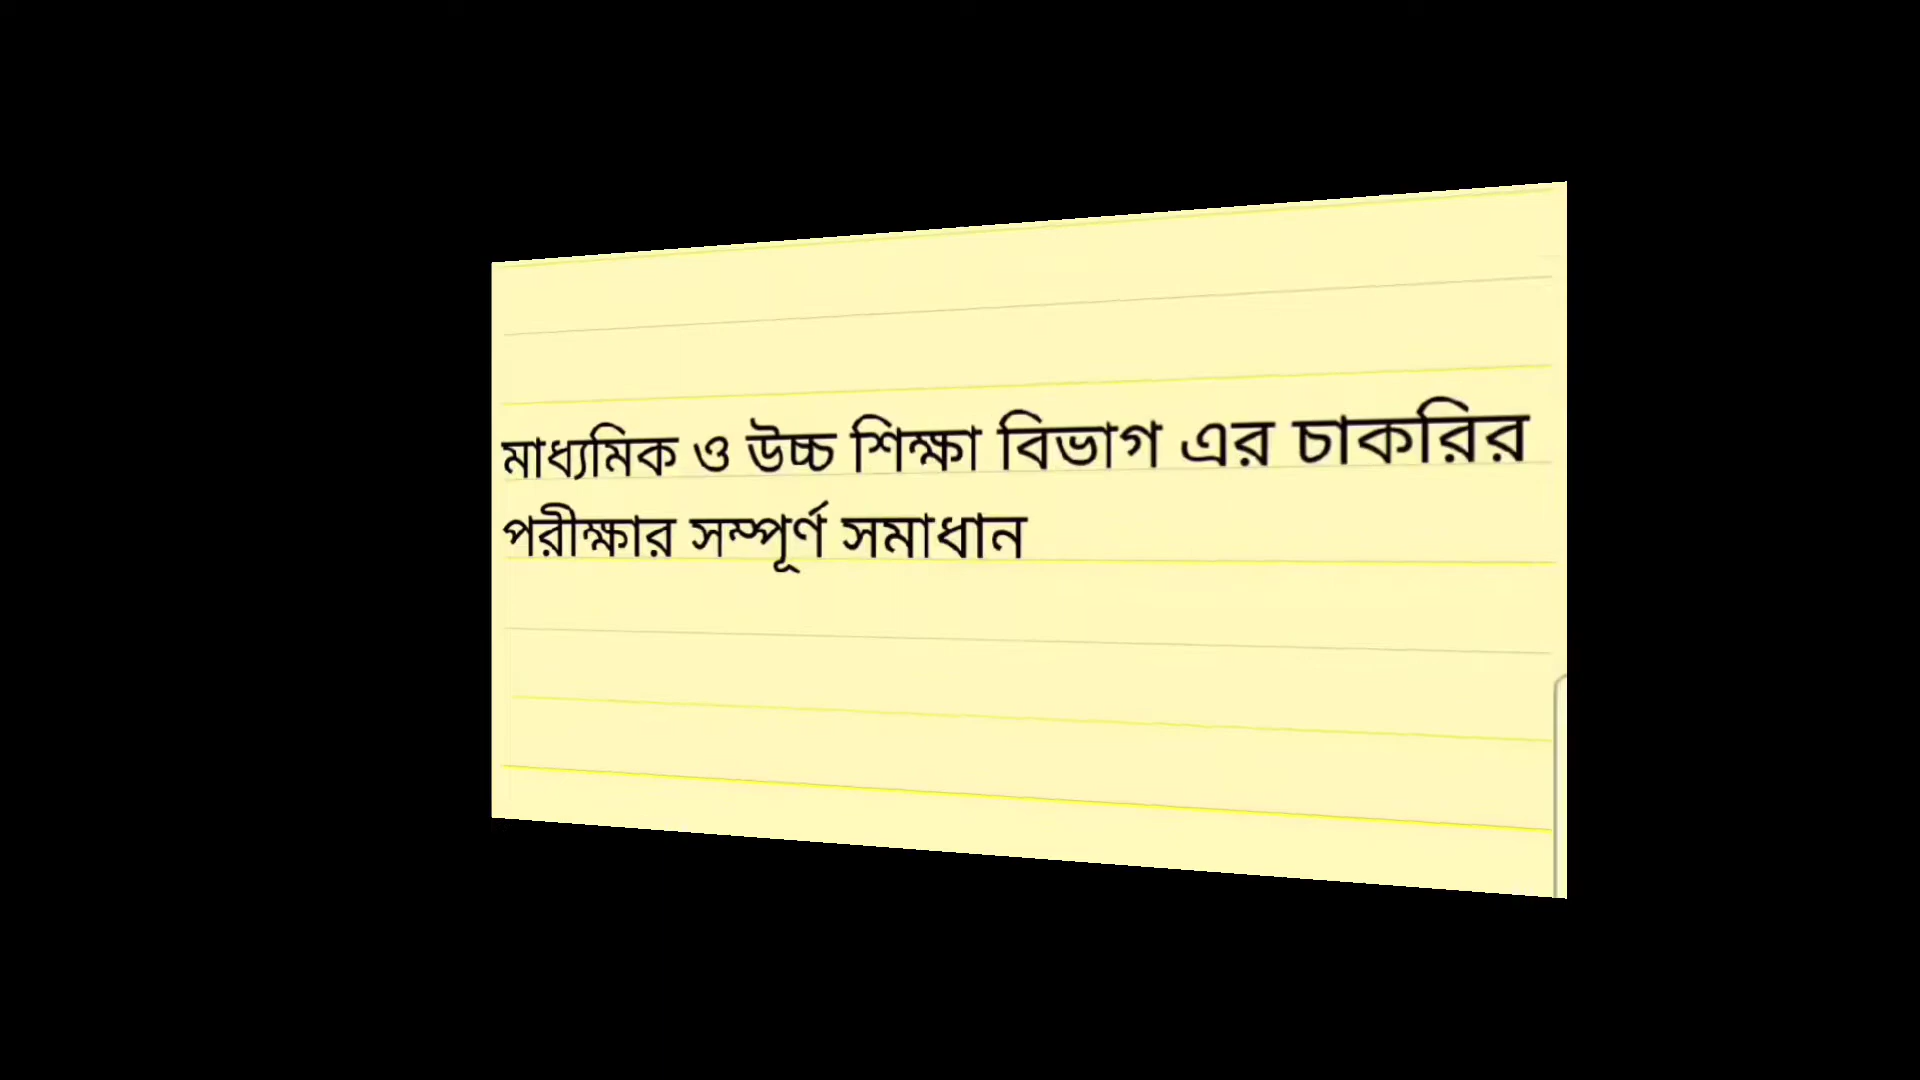 মাধ্যমিক ও উচ্চ শিক্ষা বিভাগ এর চাকরির
পরীক্ষার সম্পূর্ণ সমাধান